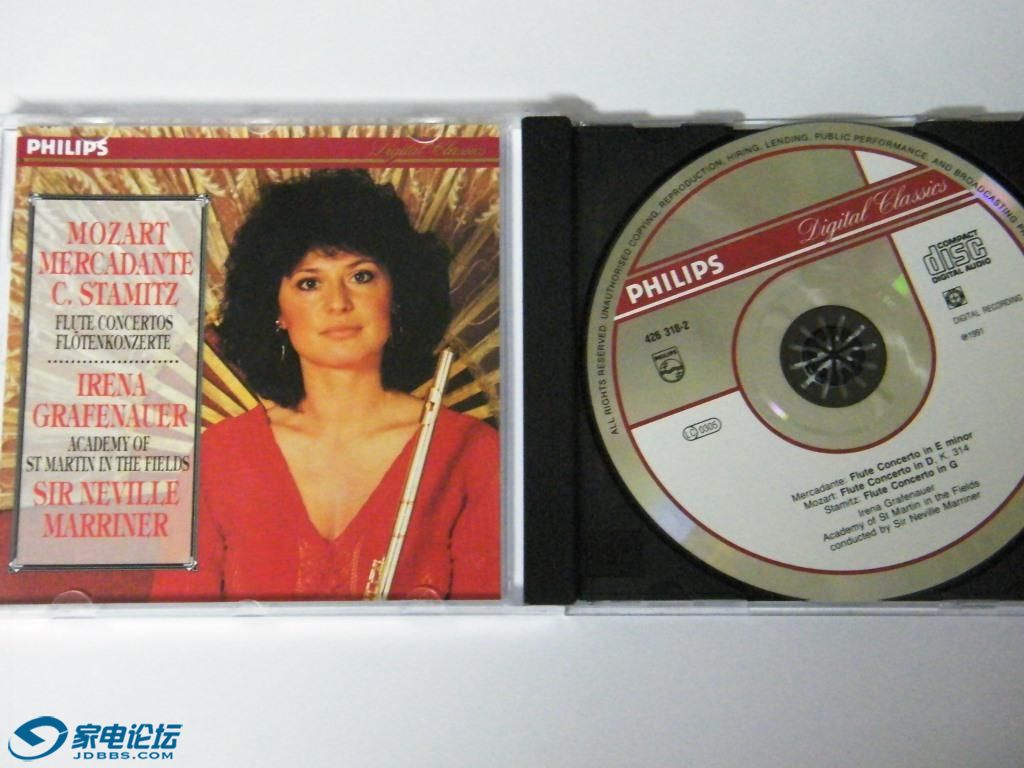 PHILIPS
Digital Classics
MOZART
MERCADANTE
C. STAMITZ
FLUTE CONCERTOS
FLÖTENKONZERTE
IRENA
GRAFENAUER
ACADEMY OF
ST MARTIN IN THE FIELDS
SIR NEVILLE
MARRINER
ALL RIGHTS RESERVED. UNAUTHORISED COPYING, REPRODUCTION, HIRING, LENDING, PUBLIC PERFORMANCE AND BROADCASTING
Digital Classics
PHILIPS
COMPACT
disc
DIGITAL AUDIO
426 318-2
PHILIPS
DIGITAL RECORDING
℗1991
LC 0305
Mercadante: Flute Concerto in E minor
Mozart: Flute Concerto in D, K. 314
Stamitz: Flute Concerto in G
Irena Grafenauer
Academy of St Martin in the Fields
conducted by Sir Neville Marriner
家电论坛
JDBBS.COM